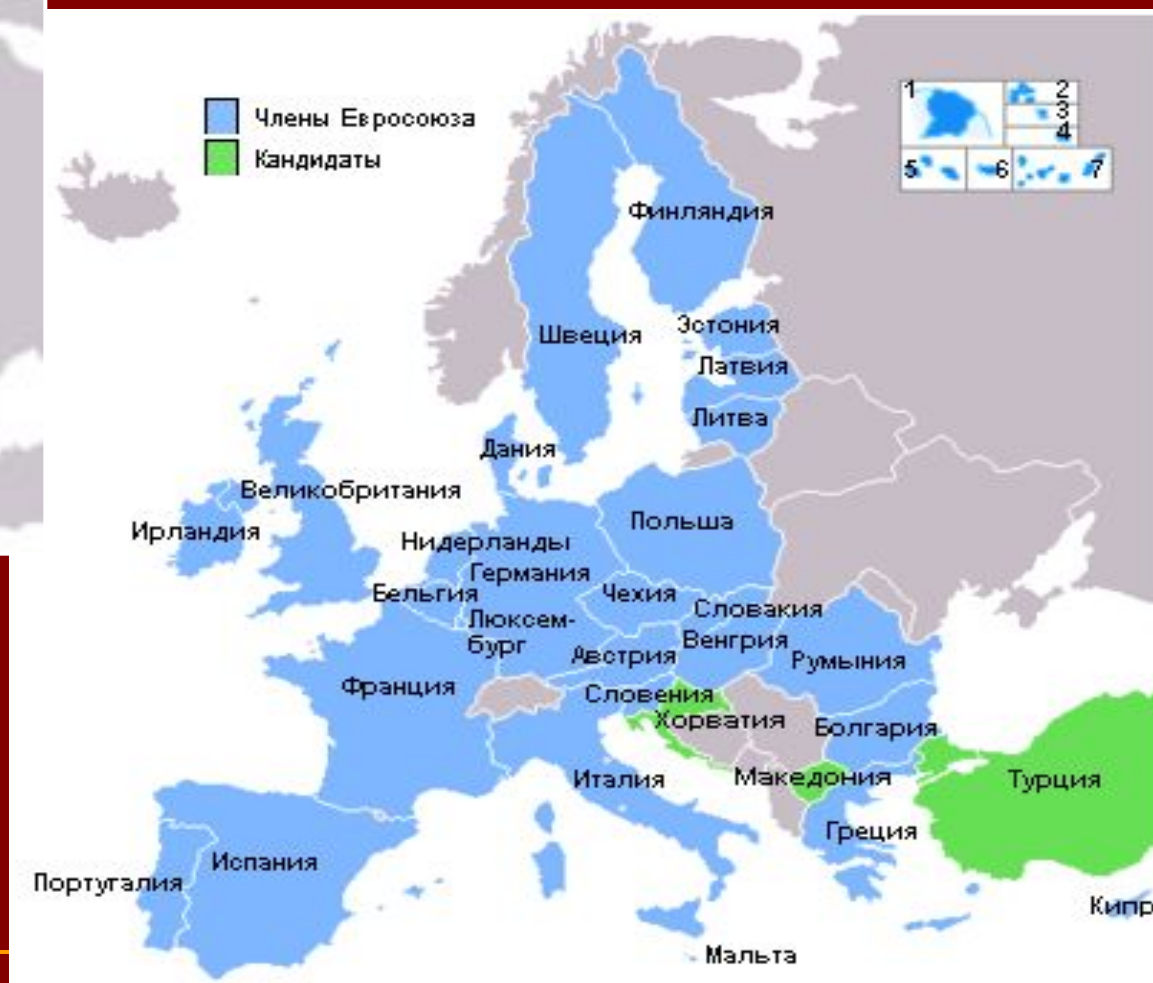 Члены Евросоюза
Кандидаты
1
2
3
4
5
6
7
Финляндия
Швеция
Эстония
Латвия
Литва
Дания
Великобритания
Ирландия
Польша
Нидерланды
Германия
Бельгия
Чехия
Словакия
Люксем-
бург
Венгрия
Австрия
Румыния
Франция
Словения
Хорватия
Болгария
Италия
Македония
Турция
Греция
Испания
Португалия
Кипр
Мальта